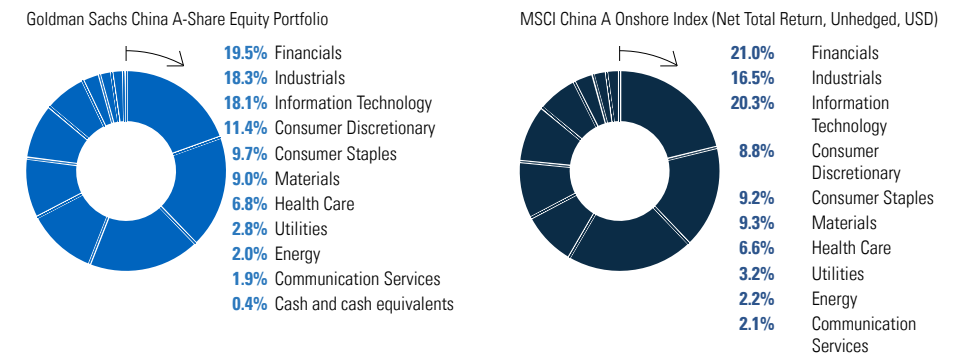 Goldman Sachs China A-Share Equity Portfolio
19.5% Financials
18.3% Industrials
18.1% Information Technology
11.4% Consumer Discretionary
9.7% Consumer Staples
9.0% Materials
6.8% Health Care
2.8% Utilities
2.0% Energy
1.9% Communication Services
0.4% Cash and cash equivalents
MSCI China A Onshore Index (Net Total Return, Unhedged, USD)
21.0% Financials
16.5% Industrials
20.3% Information
Technology
8.8% Consumer
Discretionary
9.2% Consumer Staples
9.3% Materials
6.6% Health Care
3.2% Utilities
2.2% Energy
2.1% Communication
Services